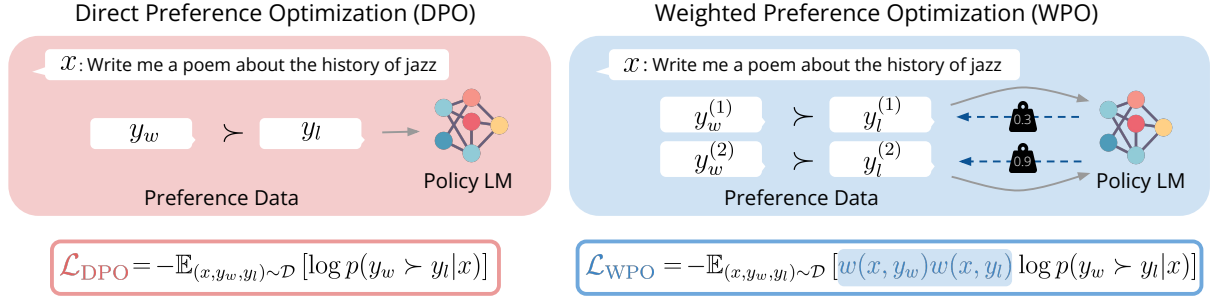 Direct Preference Optimization (DPO)
x: Write me a poem about the history of jazz
y_w ≻ y_l
Policy LM
Preference Data
ℒ_DPO = −𝔼_(x,y_w,y_l)∼𝒟 [log p(y_w ≻ y_l|x)]
Weighted Preference Optimization (WPO)
x: Write me a poem about the history of jazz
y_w^(1) ≻ y_l^(1) 0.3
y_w^(2) ≻ y_l^(2) 0.9
Policy LM
Preference Data
ℒ_WPO = −𝔼_(x,y_w,y_l)∼𝒟 [w(x, y_w)w(x, y_l) log p(y_w ≻ y_l|x)]